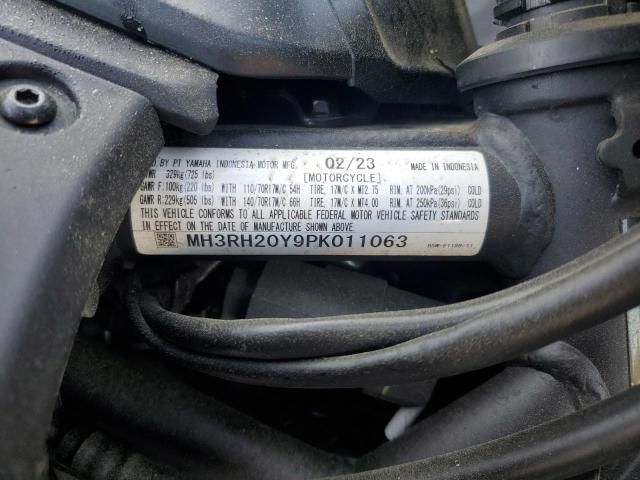 D BY PT YAMAHA INDONESIA MOTOR MFG. 02/23 MADE IN INDONESIA
329kg(725 lbs) [MOTORCYCLE]
GAWR F:100kg(220 lbs) WITH 110/70R17M/C 54H TIRE, 17M/C X MT2.75 RIM, AT 200kPa(29psi) COLD
GAWR R:229kg(505 lbs) WITH 140/70R17M/C 66H TIRE, 17M/C X MT4.00 RIM, AT 250kPa(36psi) COLD
THIS VEHICLE CONFORMS TO ALL APPLICABLE FEDERAL MOTOR VEHICLE SAFETY STANDARDS
IN EFFECT ON THE DATE OF MANUFACTURE SHOWN ABOVE.
MH3RH20Y9PK011063